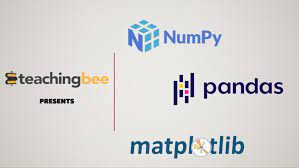 teachingbee
PRESENTS
NumPy
pandas
matplotlib